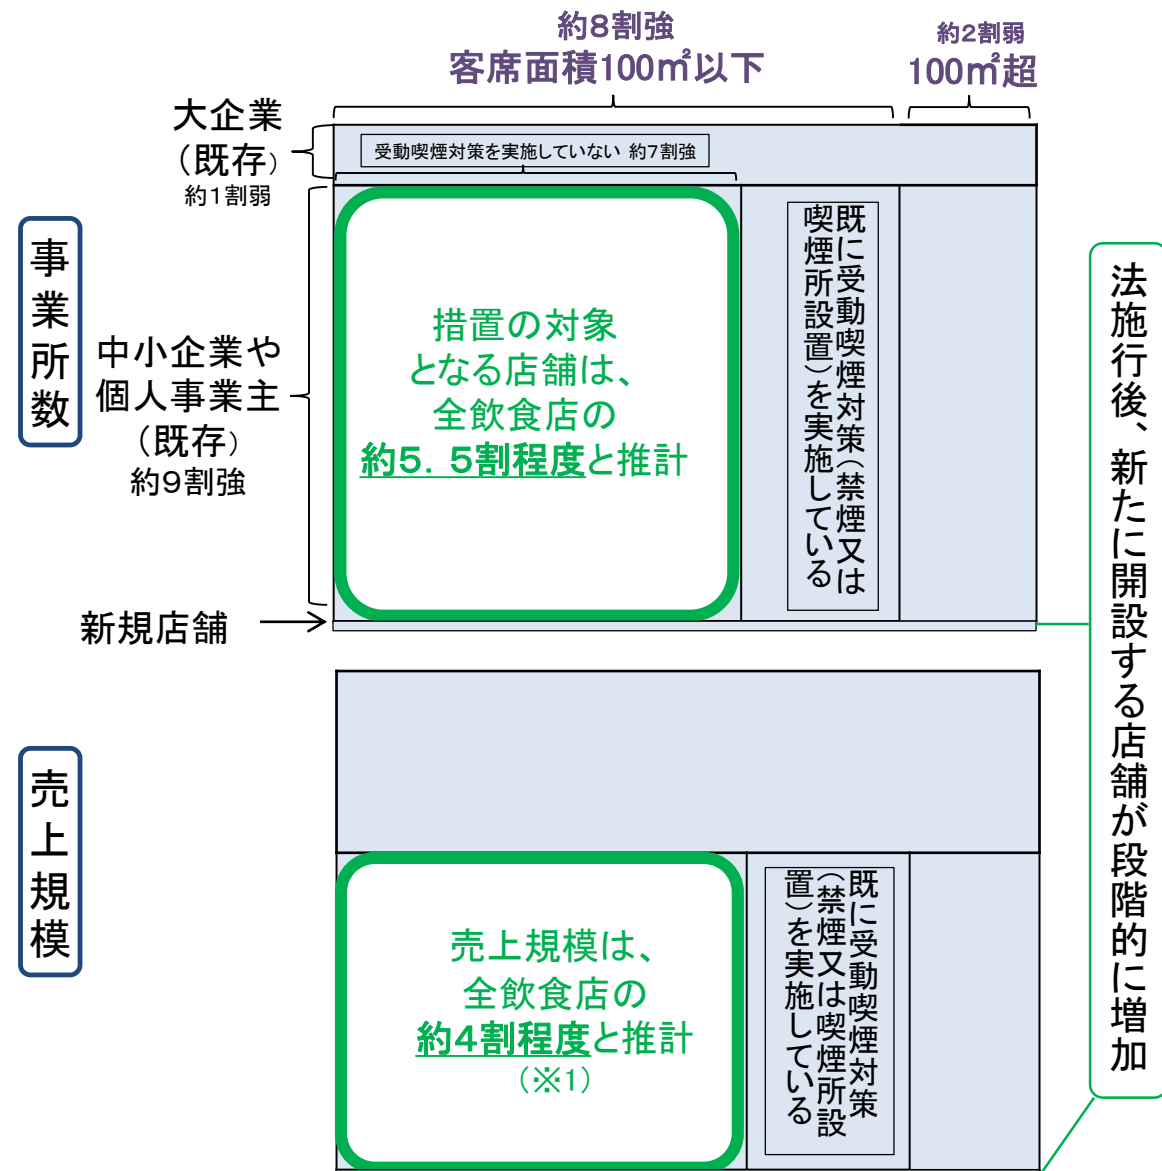 約8割強
客席面積100㎡以下
約2割弱
100㎡超
大企業
（既存）
約1割弱
受動喫煙対策を実施していない 約7割強
事業所数
中小企業や
個人事業主
（既存）
約9割強
措置の対象
となる店舗は、
全飲食店の
約5．5割程度と推計
既に受動喫煙対策（禁煙又は
喫煙所設置）を実施している
新規店舗
法施行後、新たに開設する店舗が段階的に増加
売上規模
売上規模は、
全飲食店の
約4割程度と推計
（※1）
既に受動喫煙対策
（禁煙又は喫煙所設
置）を実施している